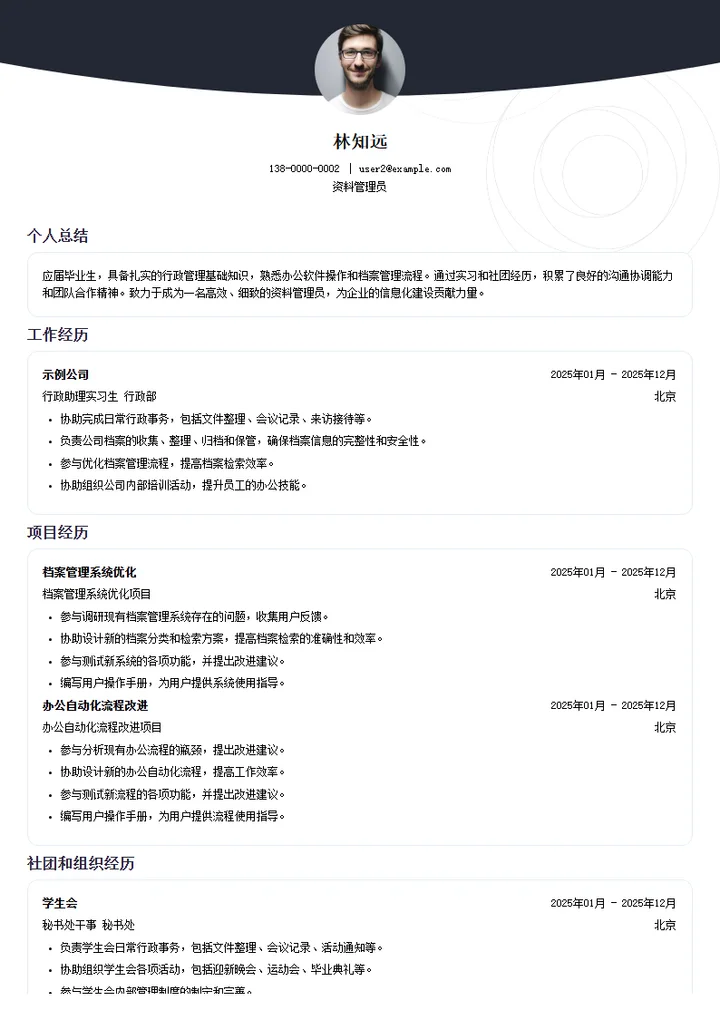 林知远
138-0000-0002 | user2@example.com
资料管理员
个人总结
应届毕业生，具备扎实的行政管理基础知识，熟悉办公软件操作和档案管理流程。通过实习和社团经历，积累了良好的沟通协调能力
和团队合作精神。致力于成为一名高效、细致的资料管理员，为企业的信息化建设贡献力量。
工作经历
示例公司 2025年01月 - 2025年12月
行政助理实习生 行政部 北京
• 协助完成日常行政事务，包括文件整理、会议记录、来访接待等。
• 负责公司档案的收集、整理、归档和保管，确保档案信息的完整性和安全性。
• 参与优化档案管理流程，提高档案检索效率。
• 协助组织公司内部培训活动，提升员工的办公技能。
项目经历
档案管理系统优化 2025年01月 - 2025年12月
档案管理系统优化项目 北京
• 参与调研现有档案管理系统存在的问题，收集用户反馈。
• 协助设计新的档案分类和检索方案，提高档案检索的准确性和效率。
• 参与测试新系统的各项功能，并提出改进建议。
• 编写用户操作手册，为用户提供系统使用指导。
办公自动化流程改进 2025年01月 - 2025年12月
办公自动化流程改进项目 北京
• 参与分析现有办公流程的瓶颈，提出改进建议。
• 协助设计新的办公自动化流程，提高工作效率。
• 参与测试新流程的各项功能，并提出改进建议。
• 编写用户操作手册，为用户提供流程使用指导。
社团和组织经历
学生会 2025年01月 - 2025年12月
秘书处干事 秘书处 北京
• 负责学生会日常行政事务，包括文件整理、会议记录、活动通知等。
• 协助组织学生会各项活动，包括迎新晚会、运动会、毕业典礼等。
• 参与学生会内部管理制度的制定和完善。